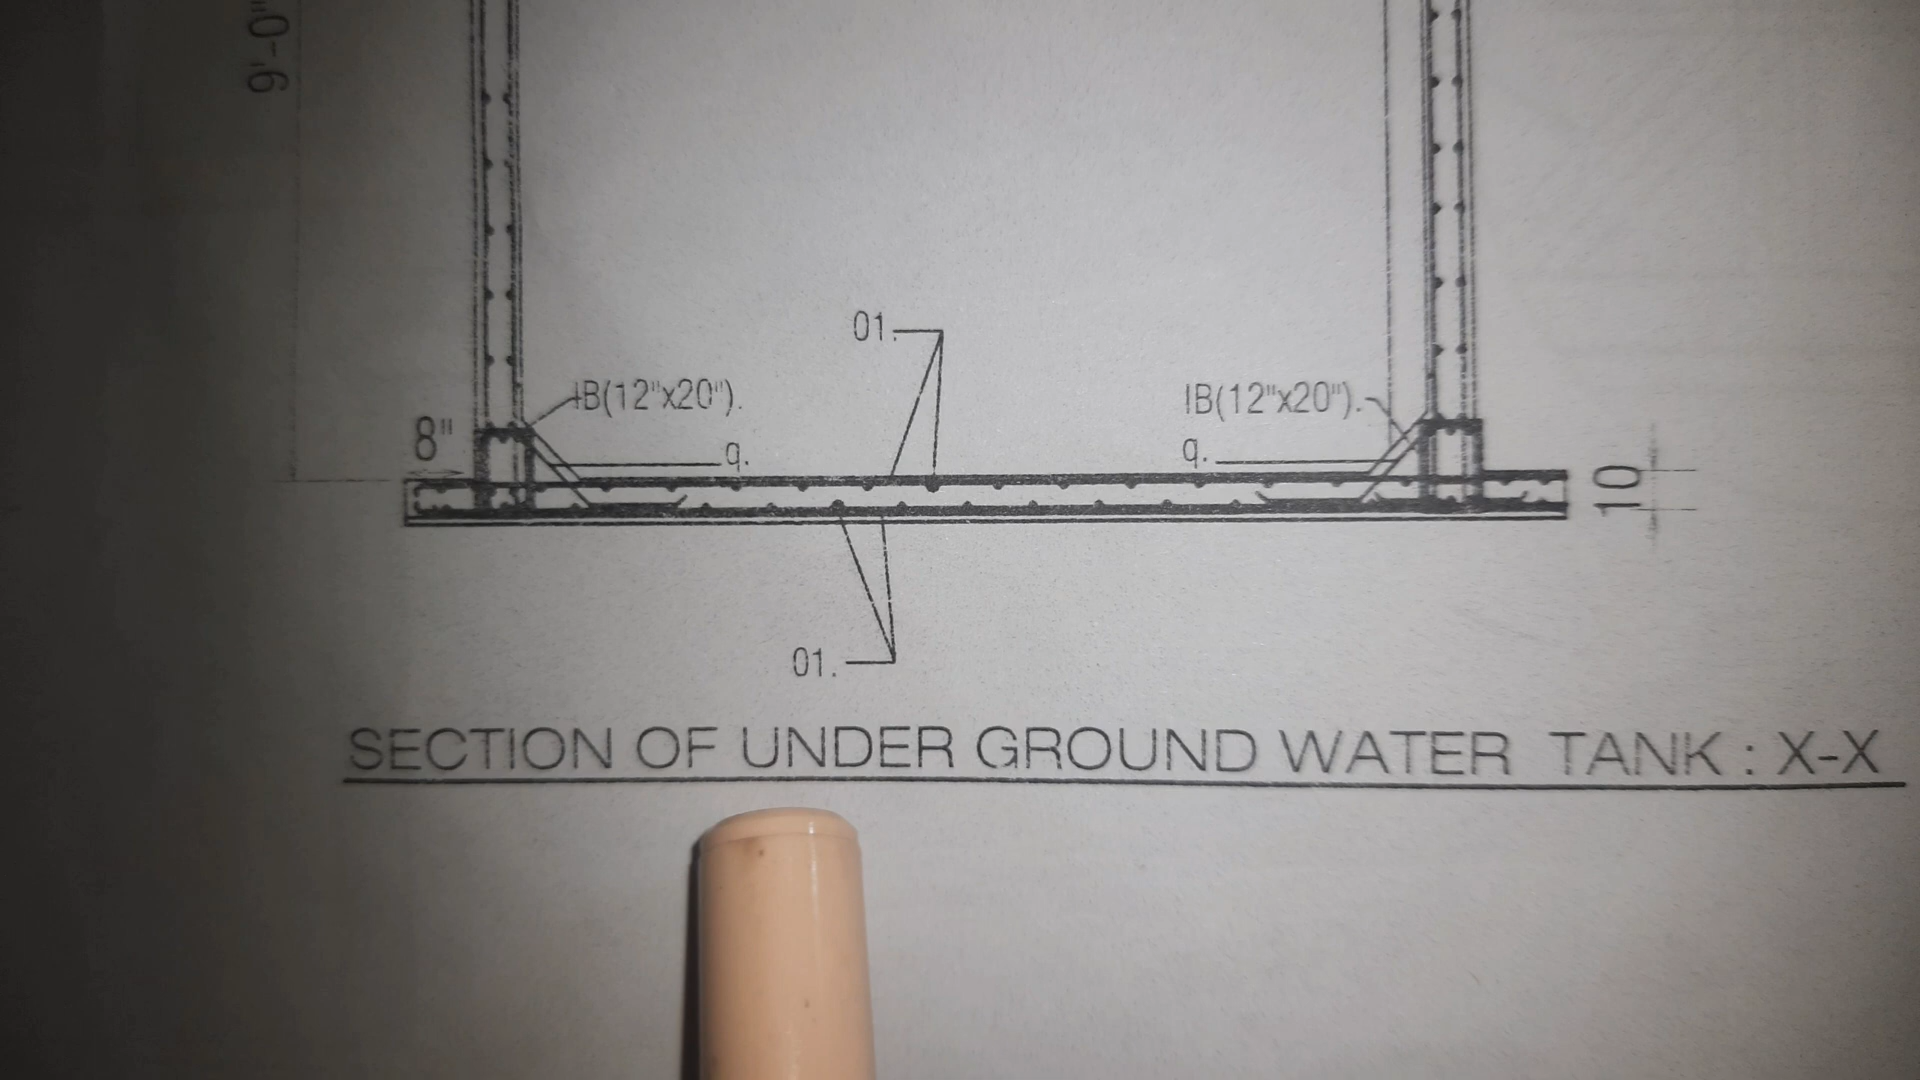 9'-0"
01.
IB(12"x20").
IB(12"x20").
8"
q.
q.
10
01.
SECTION OF UNDER GROUND WATER TANK : X-X